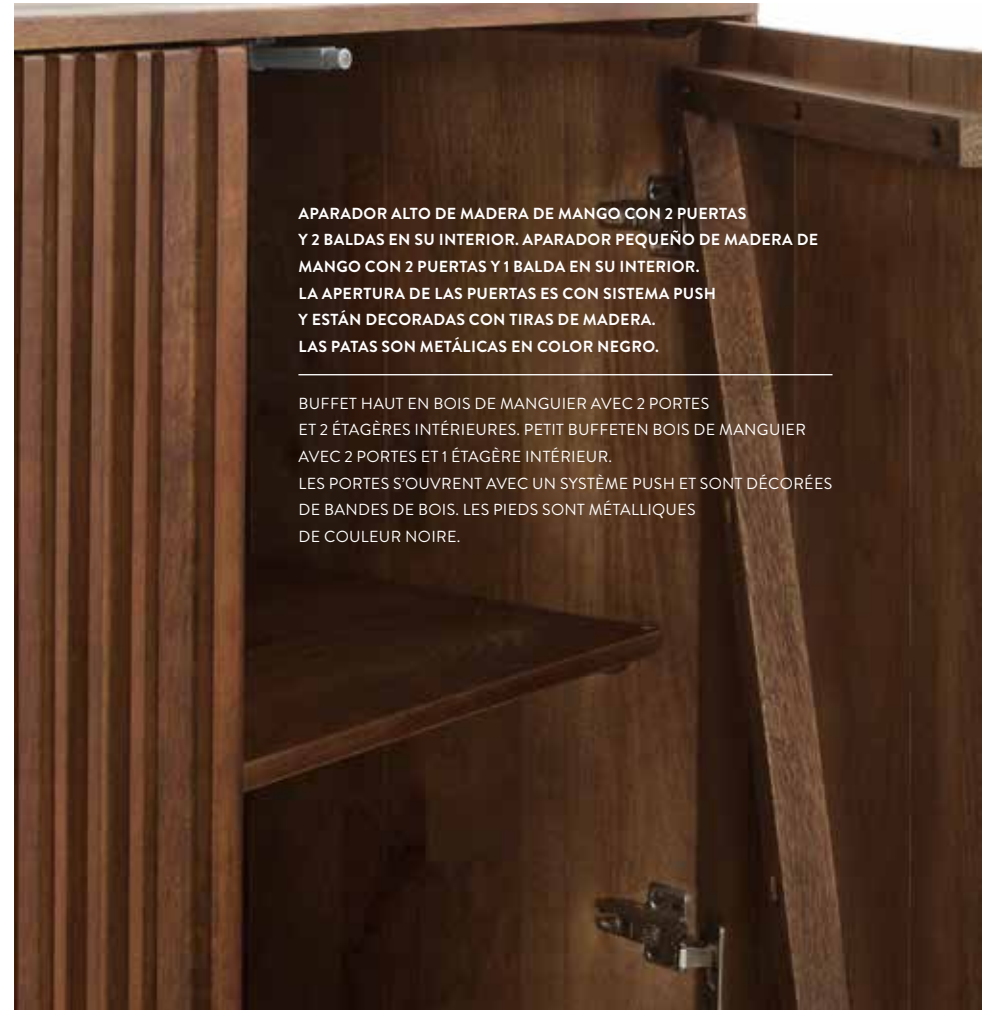 APARADOR ALTO DE MADERA DE MANGO CON 2 PUERTAS
Y 2 BALDAS EN SU INTERIOR. APARADOR PEQUEÑO DE MADERA DE
MANGO CON 2 PUERTAS Y 1 BALDA EN SU INTERIOR.
LA APERTURA DE LAS PUERTAS ES CON SISTEMA PUSH
Y ESTÁN DECORADAS CON TIRAS DE MADERA.
LAS PATAS SON METÁLICAS EN COLOR NEGRO.
BUFFET HAUT EN BOIS DE MANGUIER AVEC 2 PORTES
ET 2 ÉTAGÈRES INTÉRIEURES. PETIT BUFFETEN BOIS DE MANGUIER
AVEC 2 PORTES ET 1 ÉTAGÈRE INTÉRIEUR.
LES PORTES S'OUVRENT AVEC UN SYSTÈME PUSH ET SONT DÉCORÉES
DE BANDES DE BOIS. LES PIEDS SONT MÉTALLIQUES
DE COULEUR NOIRE.